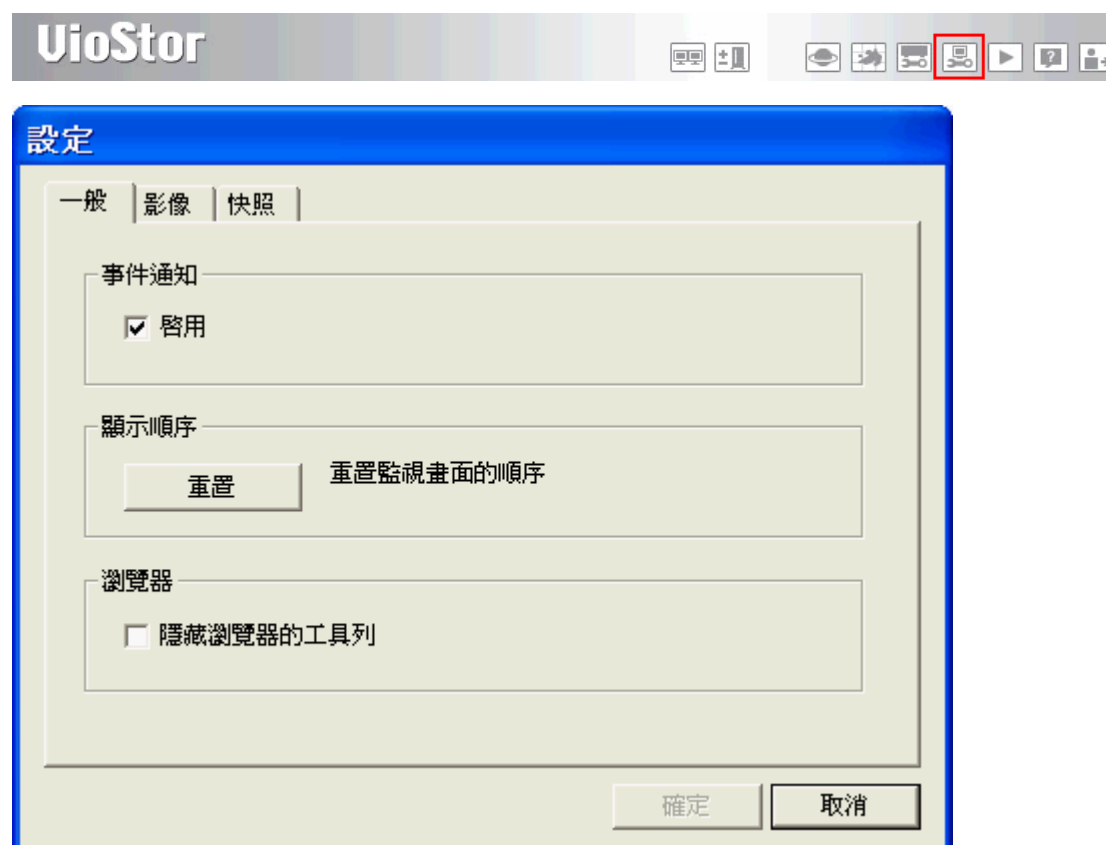 VioStor
設定
一般
影像
快照
事件通知
啓用
顯示順序
重置
重置監視畫面的順序
瀏覽器
隱藏瀏覽器的工具列
確定
取消